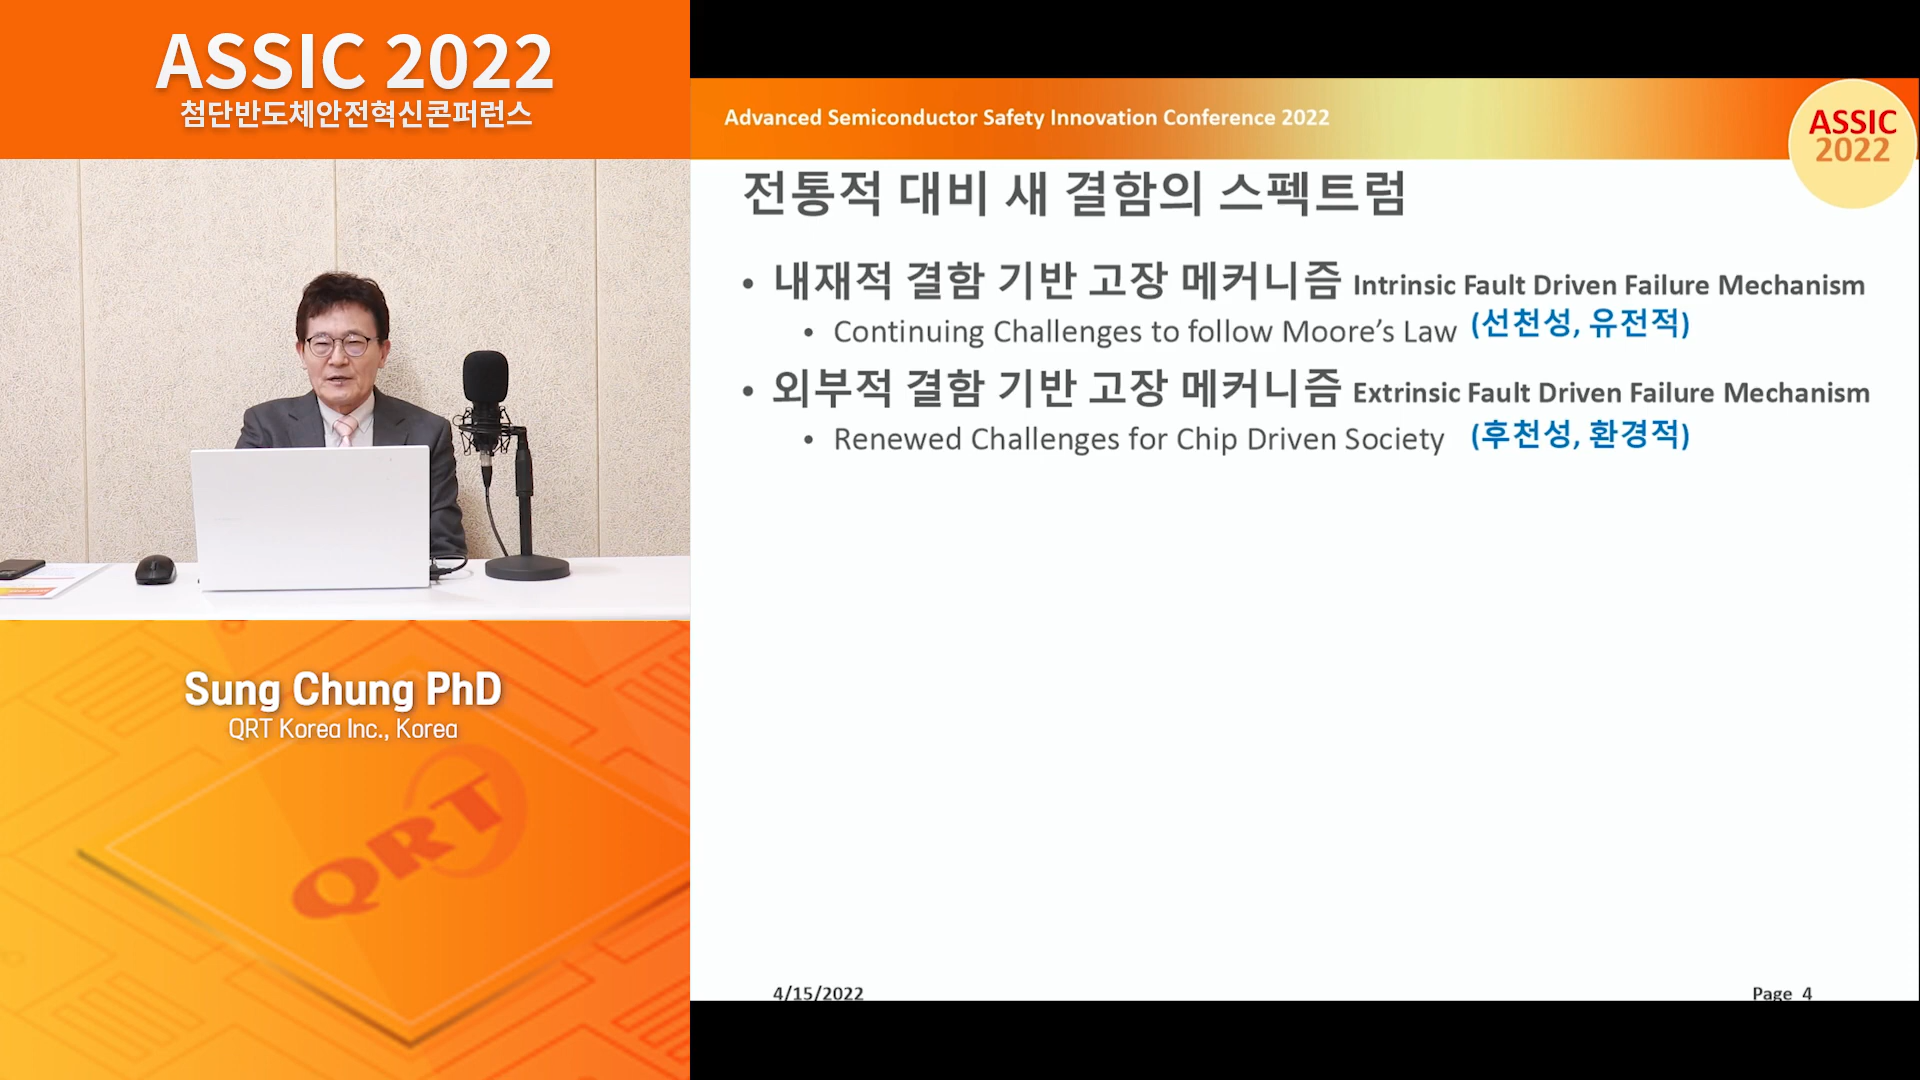 ASSIC 2022
첨단반도체안전혁신콘퍼런스
Sung Chung PhD
QRT Korea Inc., Korea
QRT
Advanced Semiconductor Safety Innovation Conference 2022
ASSIC
2022
전통적 대비 새 결함의 스펙트럼
• 내재적 결함 기반 고장 메커니즘 Intrinsic Fault Driven Failure Mechanism
• Continuing Challenges to follow Moore’s Law (선천성, 유전적)
• 외부적 결함 기반 고장 메커니즘 Extrinsic Fault Driven Failure Mechanism
• Renewed Challenges for Chip Driven Society (후천성, 환경적)
4/15/2022
Page 4